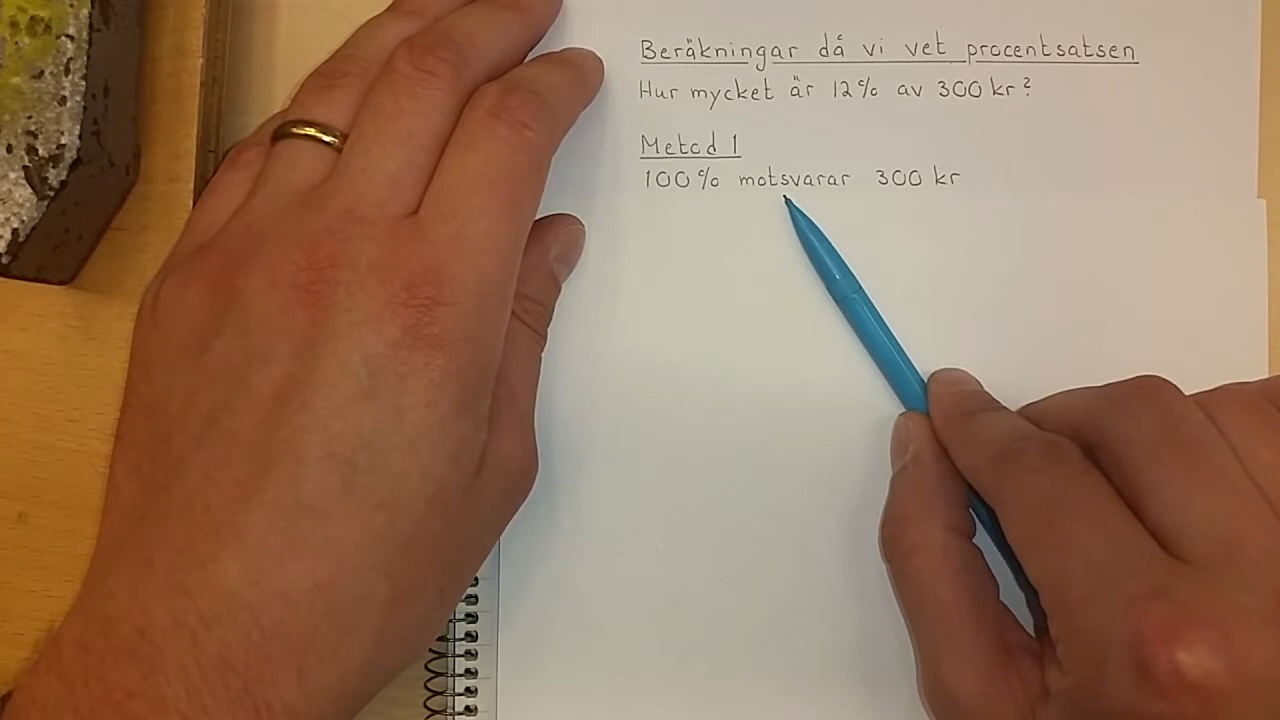 Beräkningar då vi vet procentsatsen
Hur mycket är 12% av 300 kr?
Metod 1
100% motsvarar 300 kr